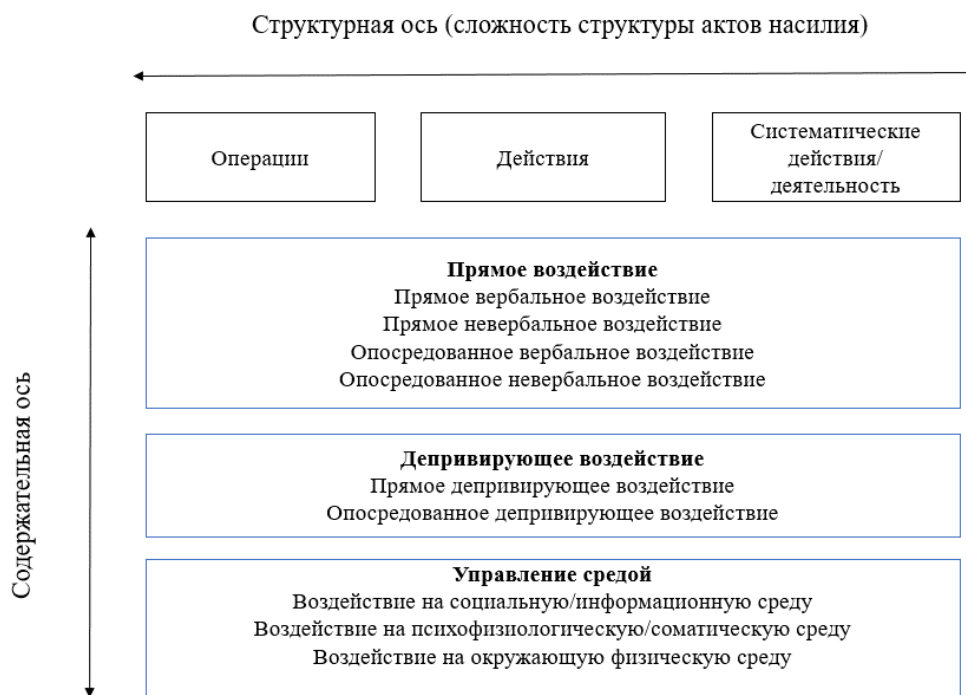 Структурная ось (сложность структуры актов насилия)
Операции
Действия
Систематические
действия/
деятельность
Содержательная ось
Прямое воздействие
Прямое вербальное воздействие
Прямое невербальное воздействие
Опосредованное вербальное воздействие
Опосредованное невербальное воздействие
Депривирующее воздействие
Прямое депривирующее воздействие
Опосредованное депривирующее воздействие
Управление средой
Воздействие на социальную/информационную среду
Воздействие на психофизиологическую/соматическую среду
Воздействие на окружающую физическую среду